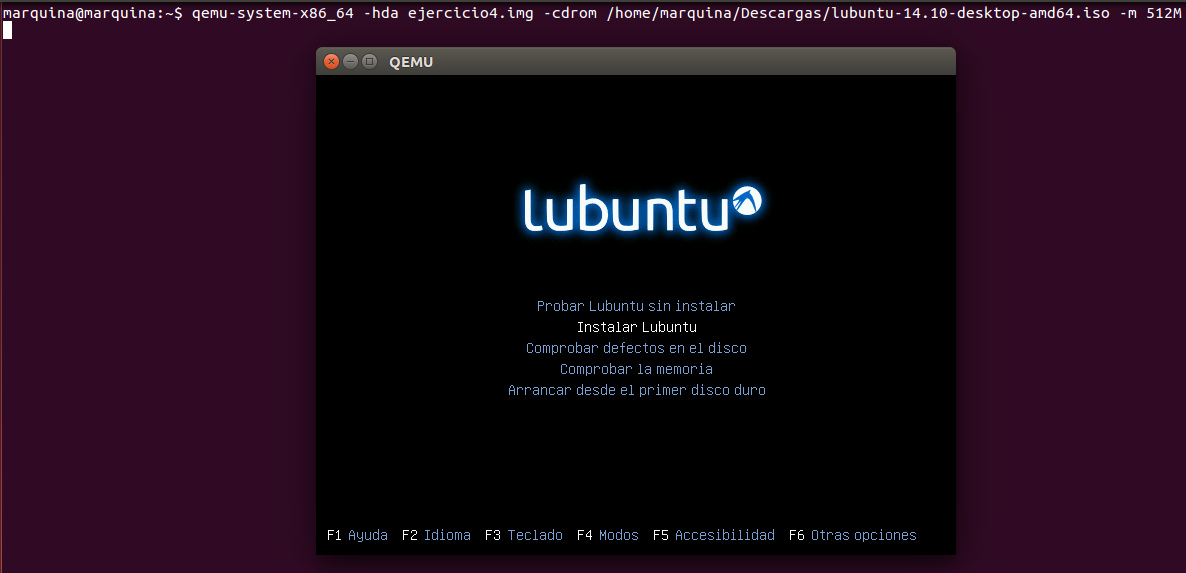 marquina@marquina:~$ qemu-system-x86_64 -hda ejercicio4.img -cdrom /home/marquina/Descargas/lubuntu-14.10-desktop-amd64.iso -m 512M
QEMU
lubuntu
Probar Lubuntu sin instalar
Instalar Lubuntu
Comprobar defectos en el disco
Comprobar la memoria
Arrancar desde el primer disco duro
F1 Ayuda F2 Idioma F3 Teclado F4 Modos F5 Accesibilidad F6 Otras opciones